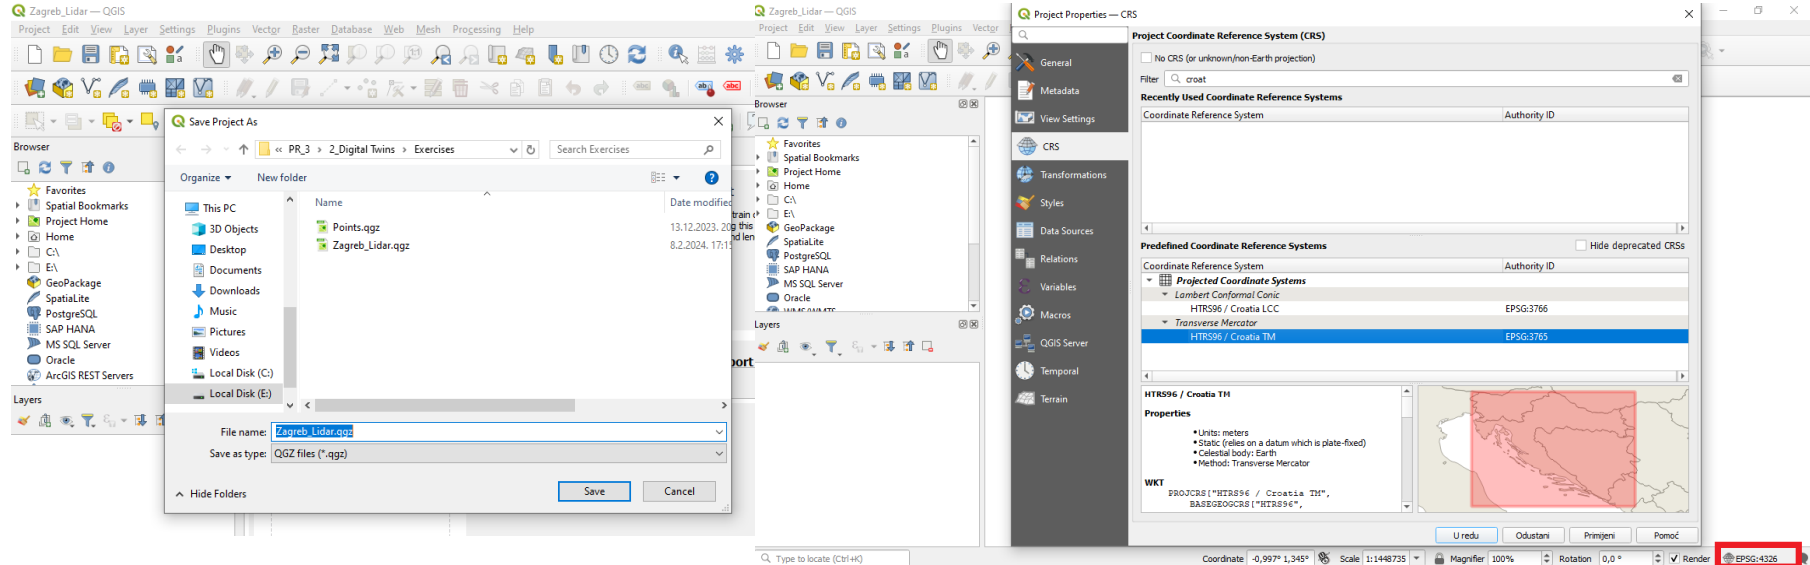 Zagreb_Lidar — QGIS
Project Edit View Layer Settings Plugins Vector Raster Database Web Mesh Processing Help
Save Project As
« PR_3 › 2_Digital Twins › Exercises
Search Exercises
Organize
New folder
Browser
Favorites
Spatial Bookmarks
Project Home
Home
C:\
E:\
GeoPackage
SpatiaLite
PostgreSQL
SAP HANA
MS SQL Server
Oracle
ArcGIS REST Servers
Layers
This PC
3D Objects
Desktop
Documents
Downloads
Music
Pictures
Videos
Local Disk (C:)
Local Disk (E:)
Name
Date modified
Points.qgz
13.12.2023. 20
Zagreb_Lidar.qgz
8.2.2024. 17:15
File name: Zagreb_Lidar.qgz
Save as type: QGZ files (*.qgz)
Hide Folders
Save
Cancel
Zagreb_Lidar — QGIS
Project Edit View Layer Settings Plugins Vect
Browser
Favorites
Spatial Bookmarks
Project Home
Home
C:\
E:\
GeoPackage
SpatiaLite
PostgreSQL
SAP HANA
MS SQL Server
Oracle
WMS/WMTS
Layers
Project Properties — CRS
General
Metadata
View Settings
CRS
Transformations
Styles
Data Sources
Relations
Variables
Macros
QGIS Server
Temporal
Terrain
Project Coordinate Reference System (CRS)
No CRS (or unknown/non-Earth projection)
Filter croat
Recently Used Coordinate Reference Systems
Coordinate Reference System Authority ID
Predefined Coordinate Reference Systems
Hide deprecated CRSs
Coordinate Reference System Authority ID
Projected Coordinate Systems
Lambert Conformal Conic
HTRS96 / Croatia LCC EPSG:3766
Transverse Mercator
HTRS96 / Croatia TM EPSG:3765
HTRS96 / Croatia TM
Properties
• Units: meters
• Static (relies on a datum which is plate-fixed)
• Celestial body: Earth
• Method: Transverse Mercator
WKT
PROJCRS["HTRS96 / Croatia TM",
BASEGEOGCRS["HTRS96",
U redu
Odustani
Primijeni
Pomoć
Type to locate (Ctrl+K)
Coordinate -0,997° 1,345° Scale 1:1448735 Magnifier 100% Rotation 0,0 ° Render EPSG:4326